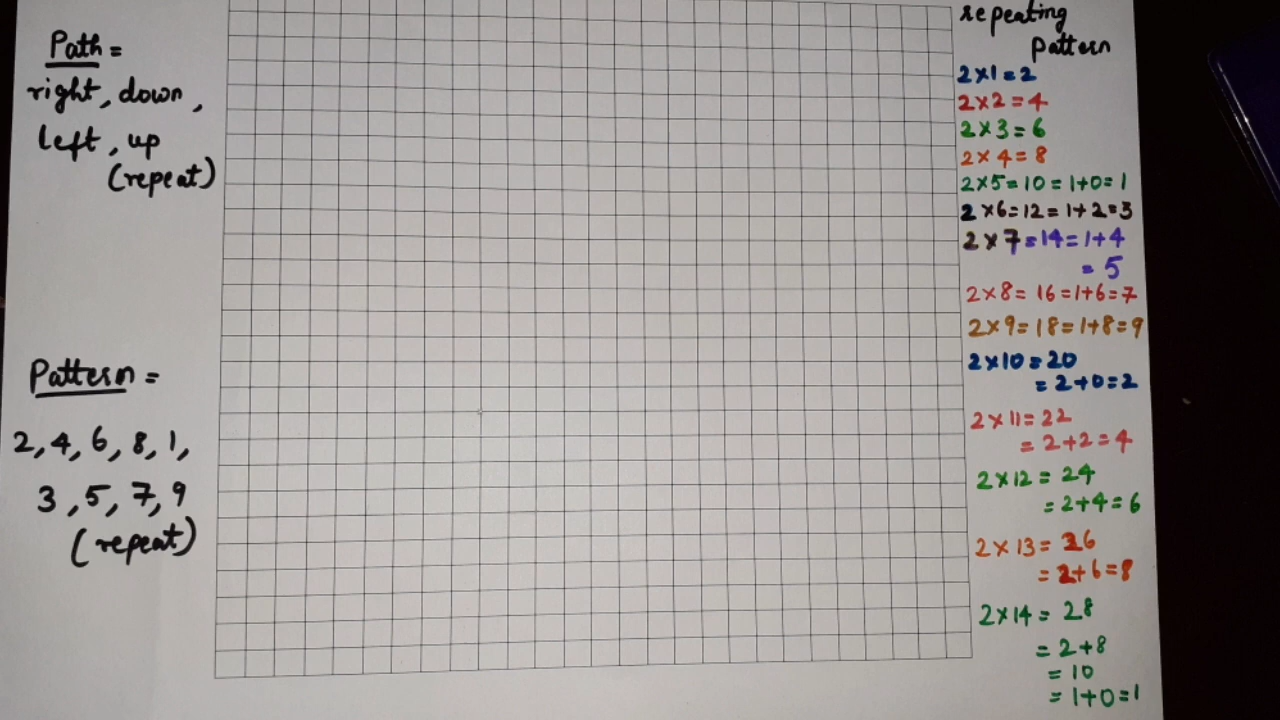 Path =
right, down,
left, up
(repeat)
Pattern =
2, 4, 6, 8, 1,
3, 5, 7, 9
(repeat)
repeating
pattern
2×1=2
2×2=4
2×3=6
2×4=8
2×5=10=1+0=1
2×6=12=1+2=3
2×7=14=1+4
=5
2×8=16=1+6=7
2×9=18=1+8=9
2×10=20
=2+0=2
2×11=22
=2+2=4
2×12=24
=2+4=6
2×13=26
=2+6=8
2×14=28
=2+8
=10
=1+0=1